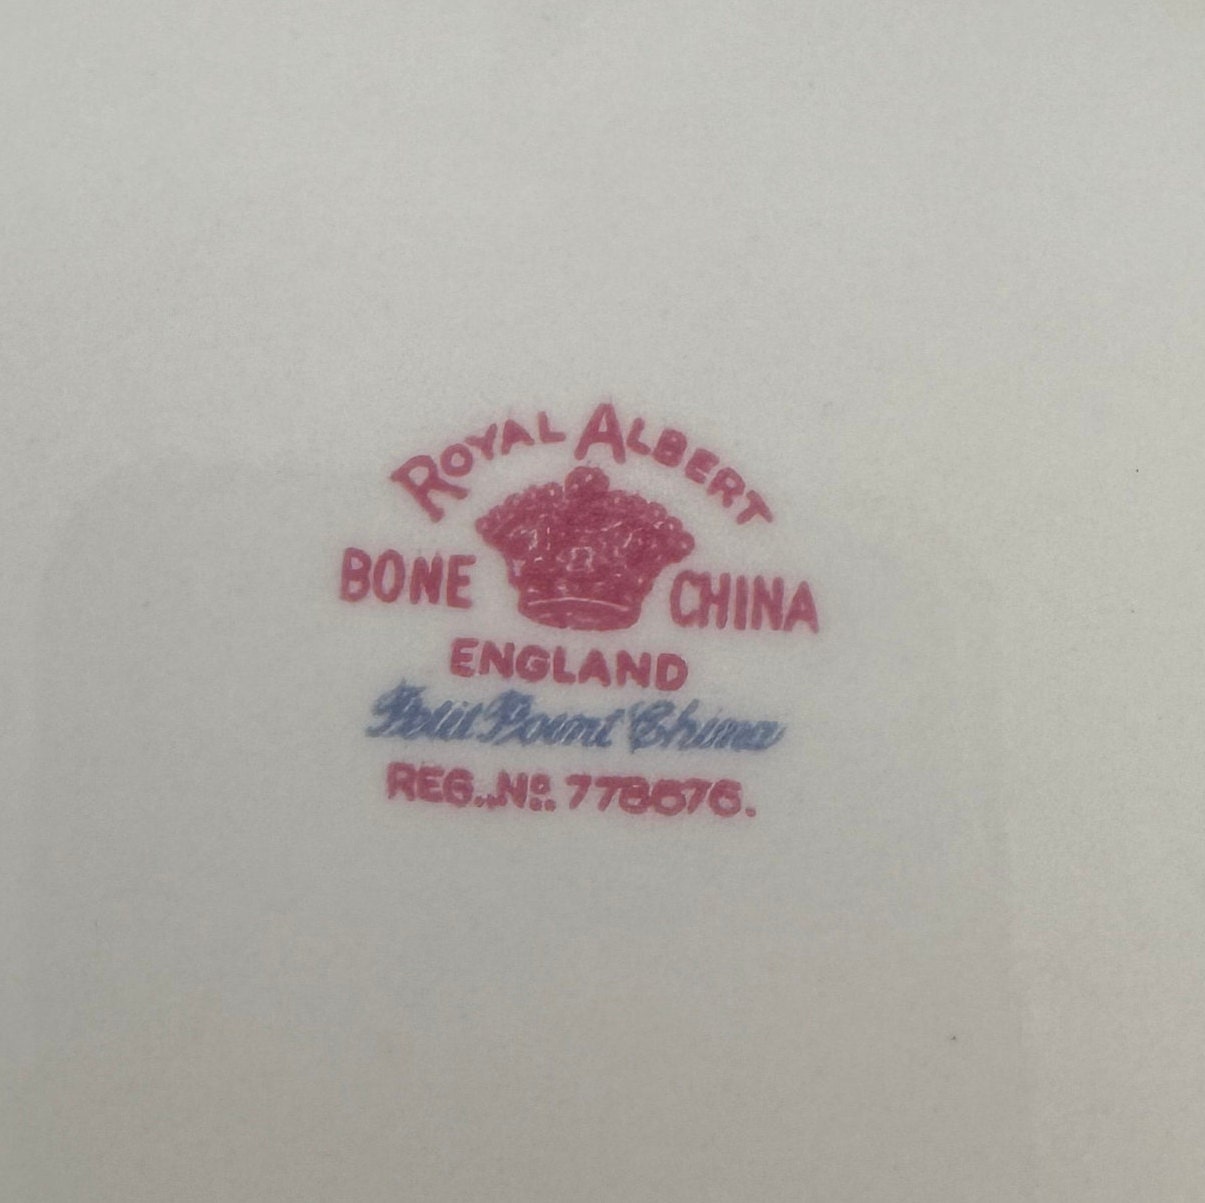 ROYAL ALBERT
BONE CHINA
ENGLAND
Petit Point China
REG. No. 778676.